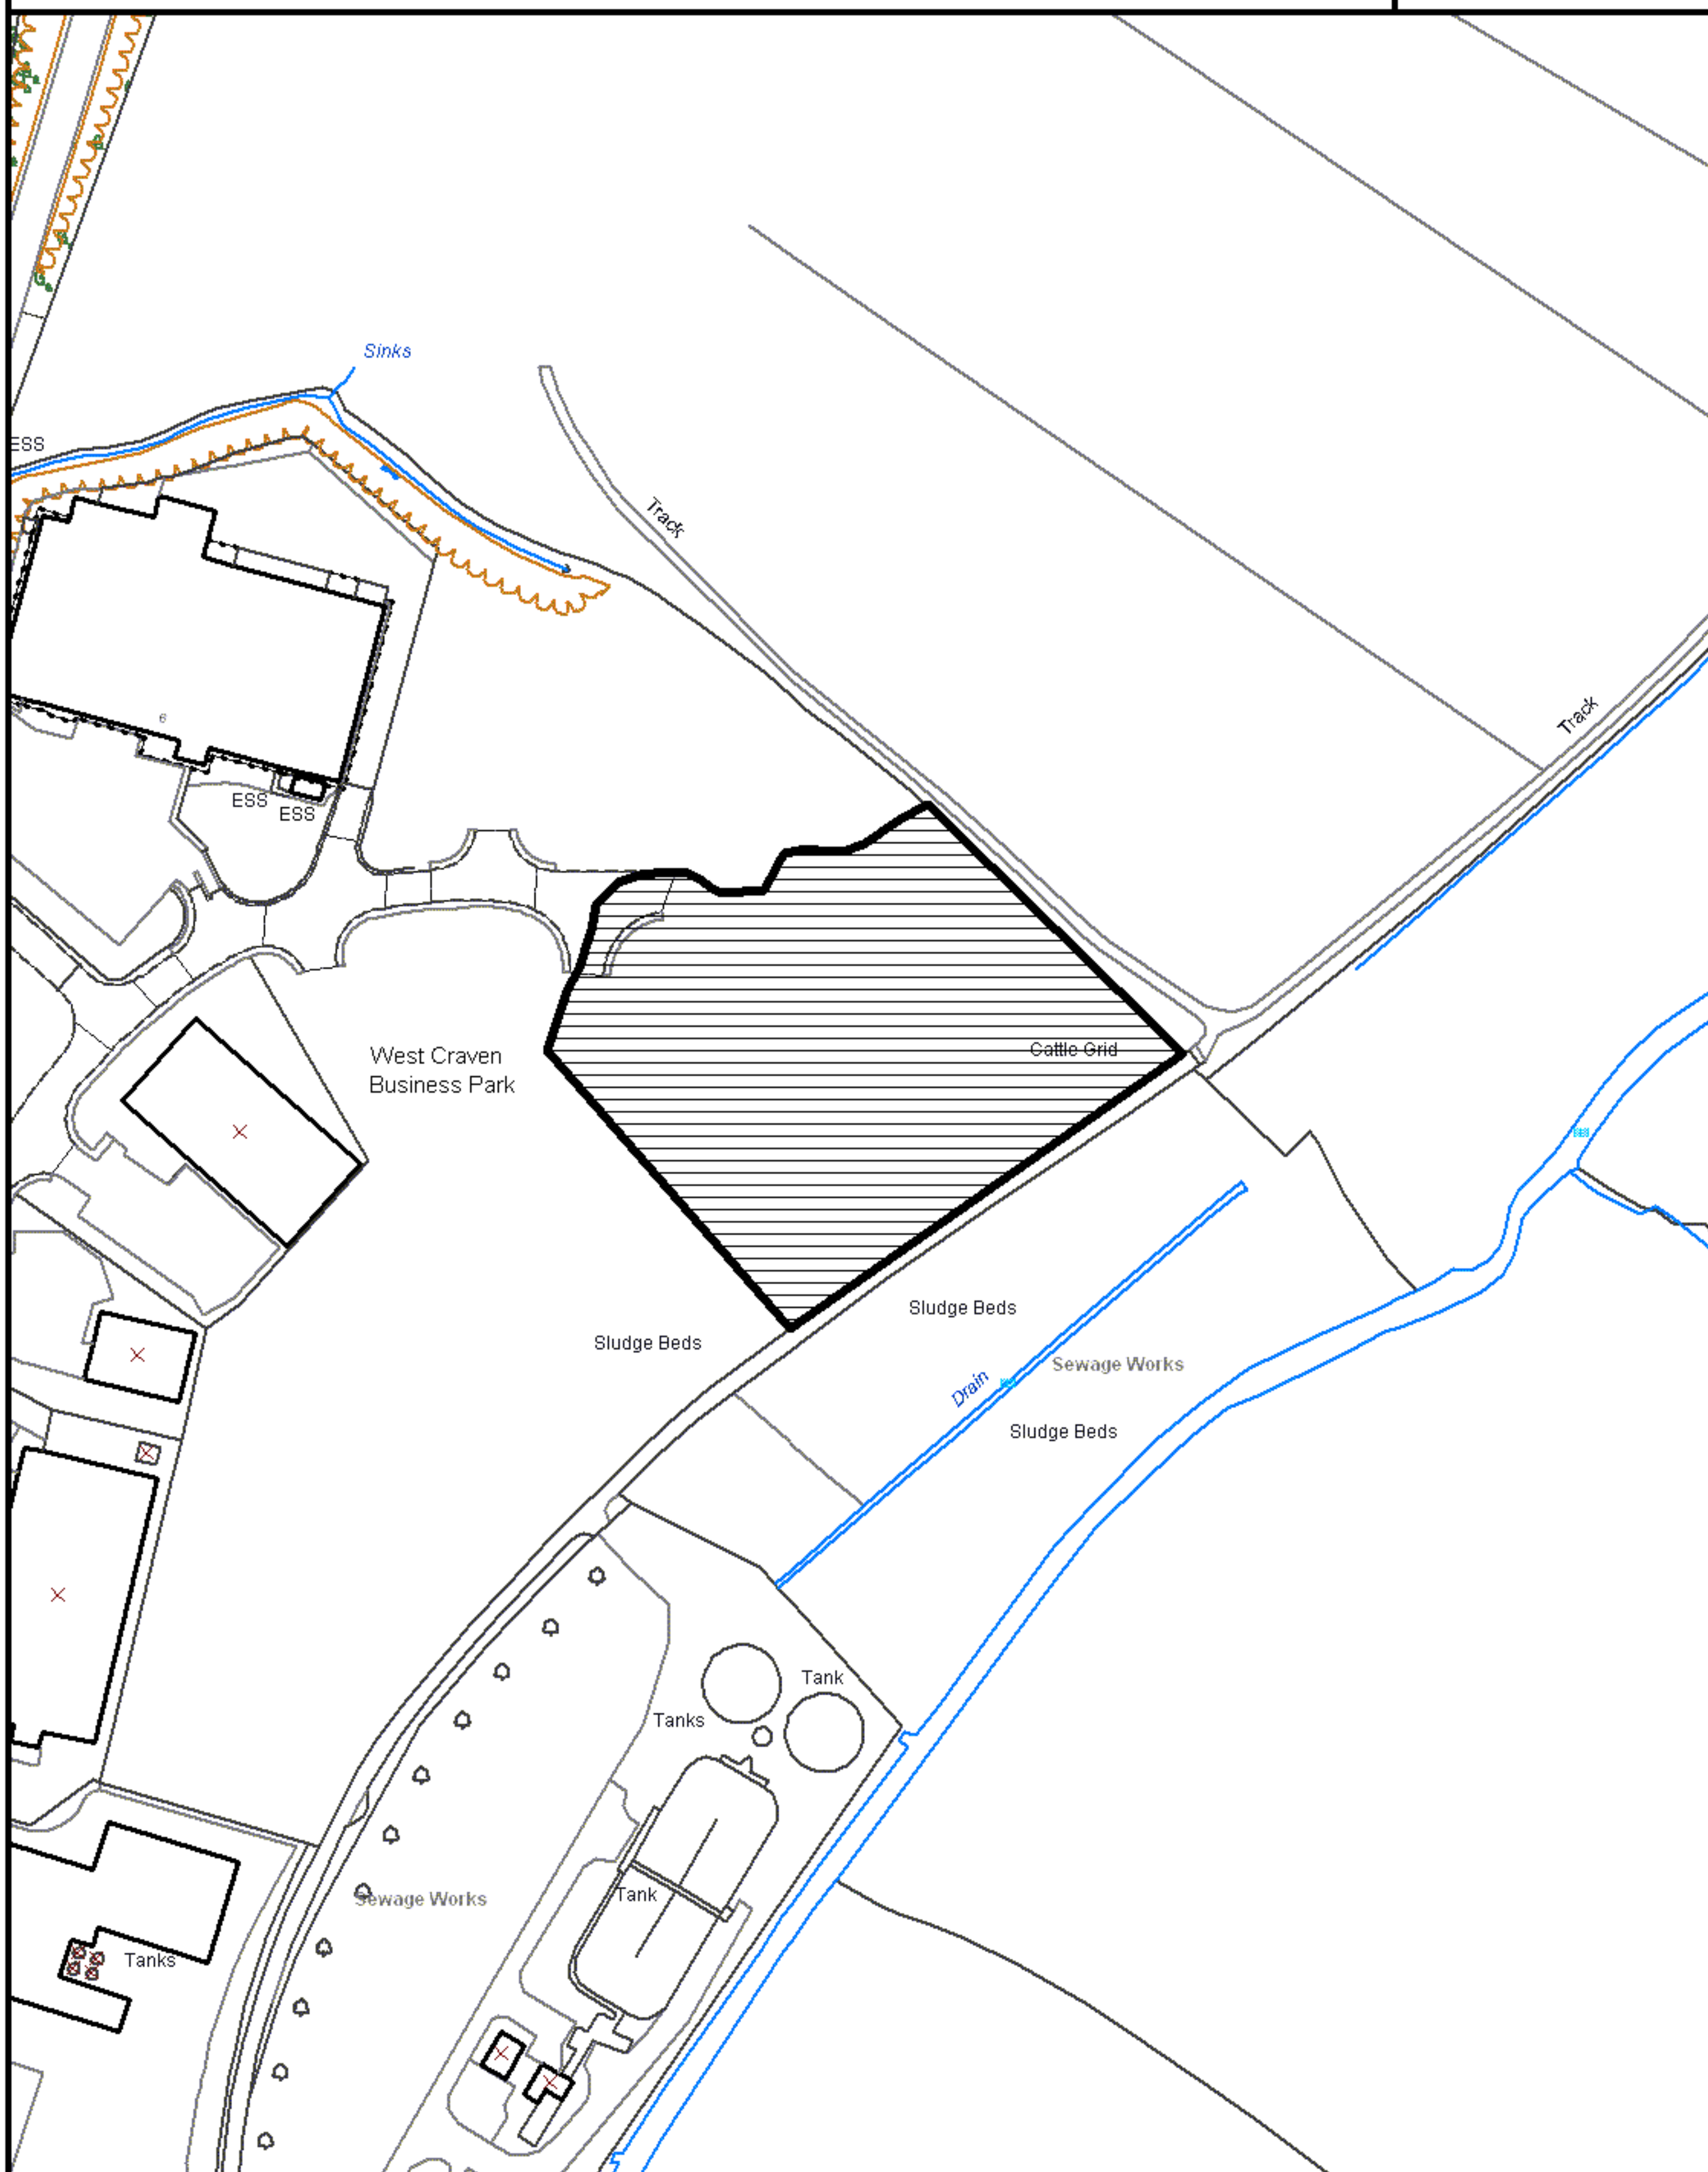 Sinks
ESS
Track
Track
6
ESS
ESS
Cattle Grid
West Craven
Business Park
Sludge Beds
Sludge Beds
Sewage Works
Drain
Sludge Beds
Tank
Tanks
Tank
Sewage Works
Tanks